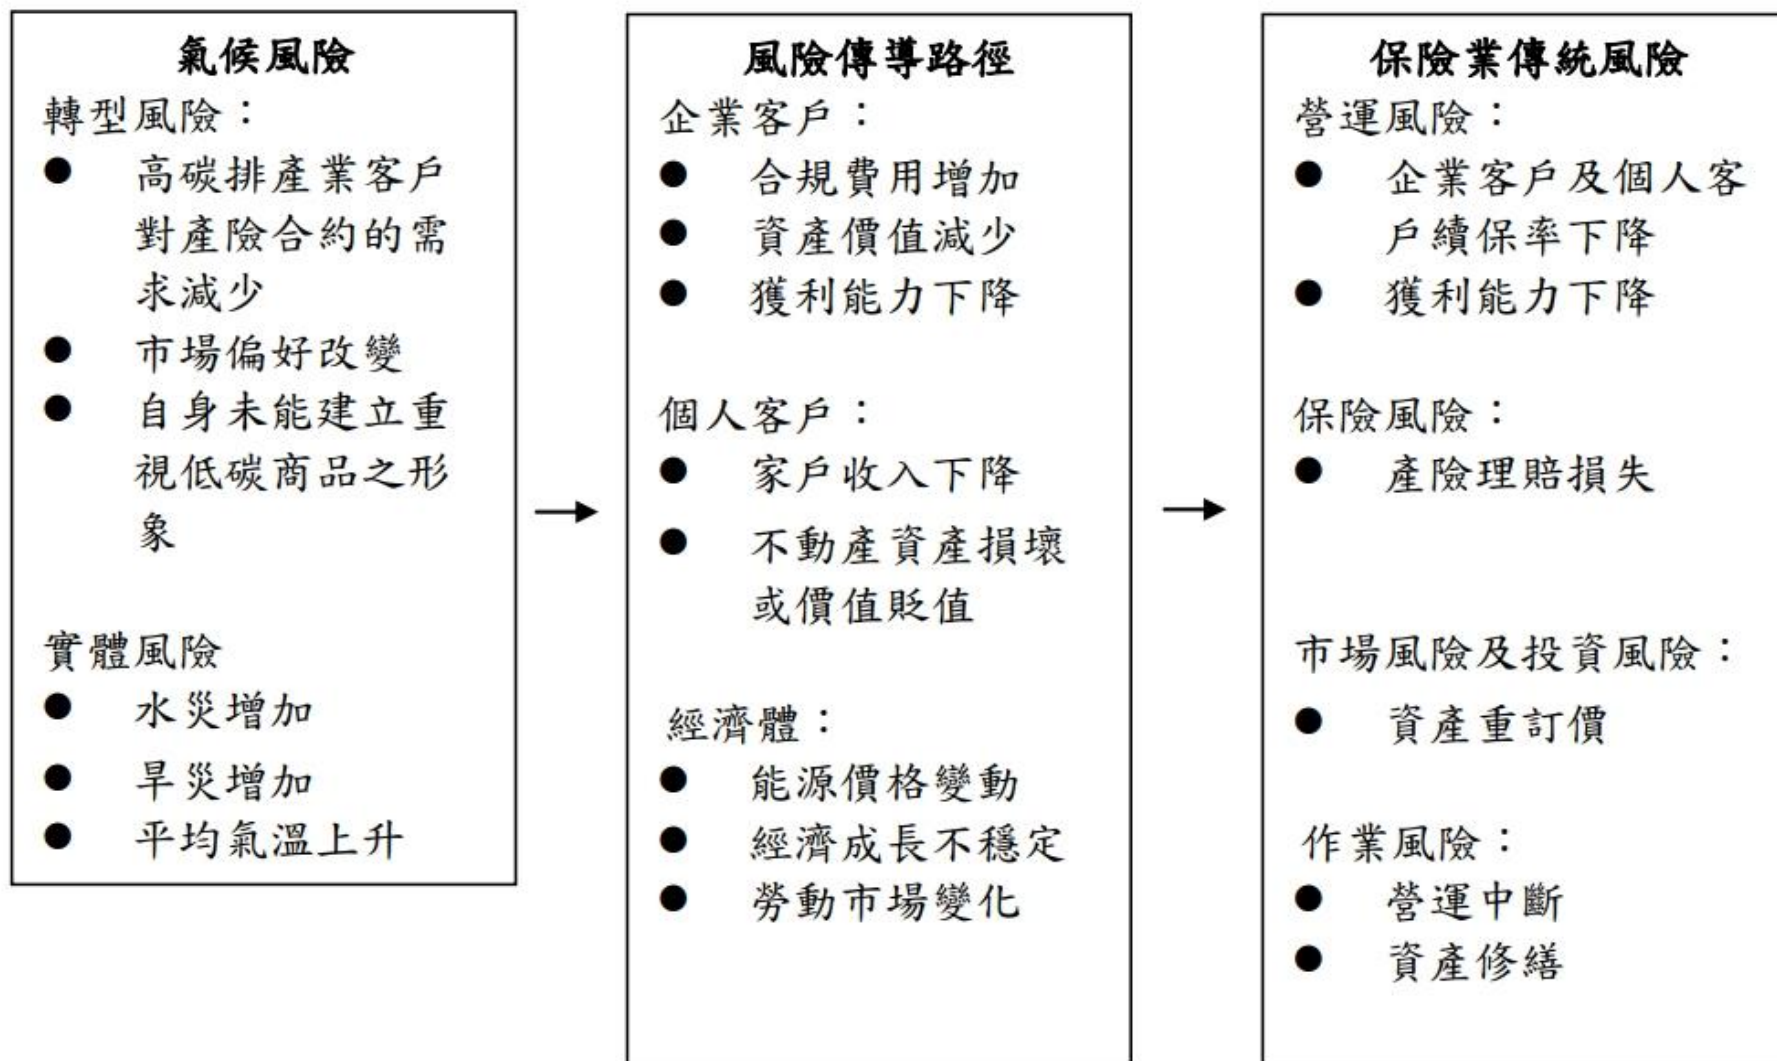 氣候風險
轉型風險：
● 高碳排產業客戶
對產險合約的需
求減少
● 市場偏好改變
● 自身未能建立重
視低碳商品之形
象
實體風險
● 水災增加
● 旱災增加
● 平均氣溫上升
風險傳導路徑
企業客戶：
● 合規費用增加
● 資產價值減少
● 獲利能力下降
個人客戶：
● 家戶收入下降
● 不動產資產損壞
或價值貶值
經濟體：
● 能源價格變動
● 經濟成長不穩定
● 勞動市場變化
保險業傳統風險
營運風險：
● 企業客戶及個人客
戶續保率下降
● 獲利能力下降
保險風險：
● 產險理賠損失
市場風險及投資風險：
● 資產重訂價
作業風險：
● 營運中斷
● 資產修繕